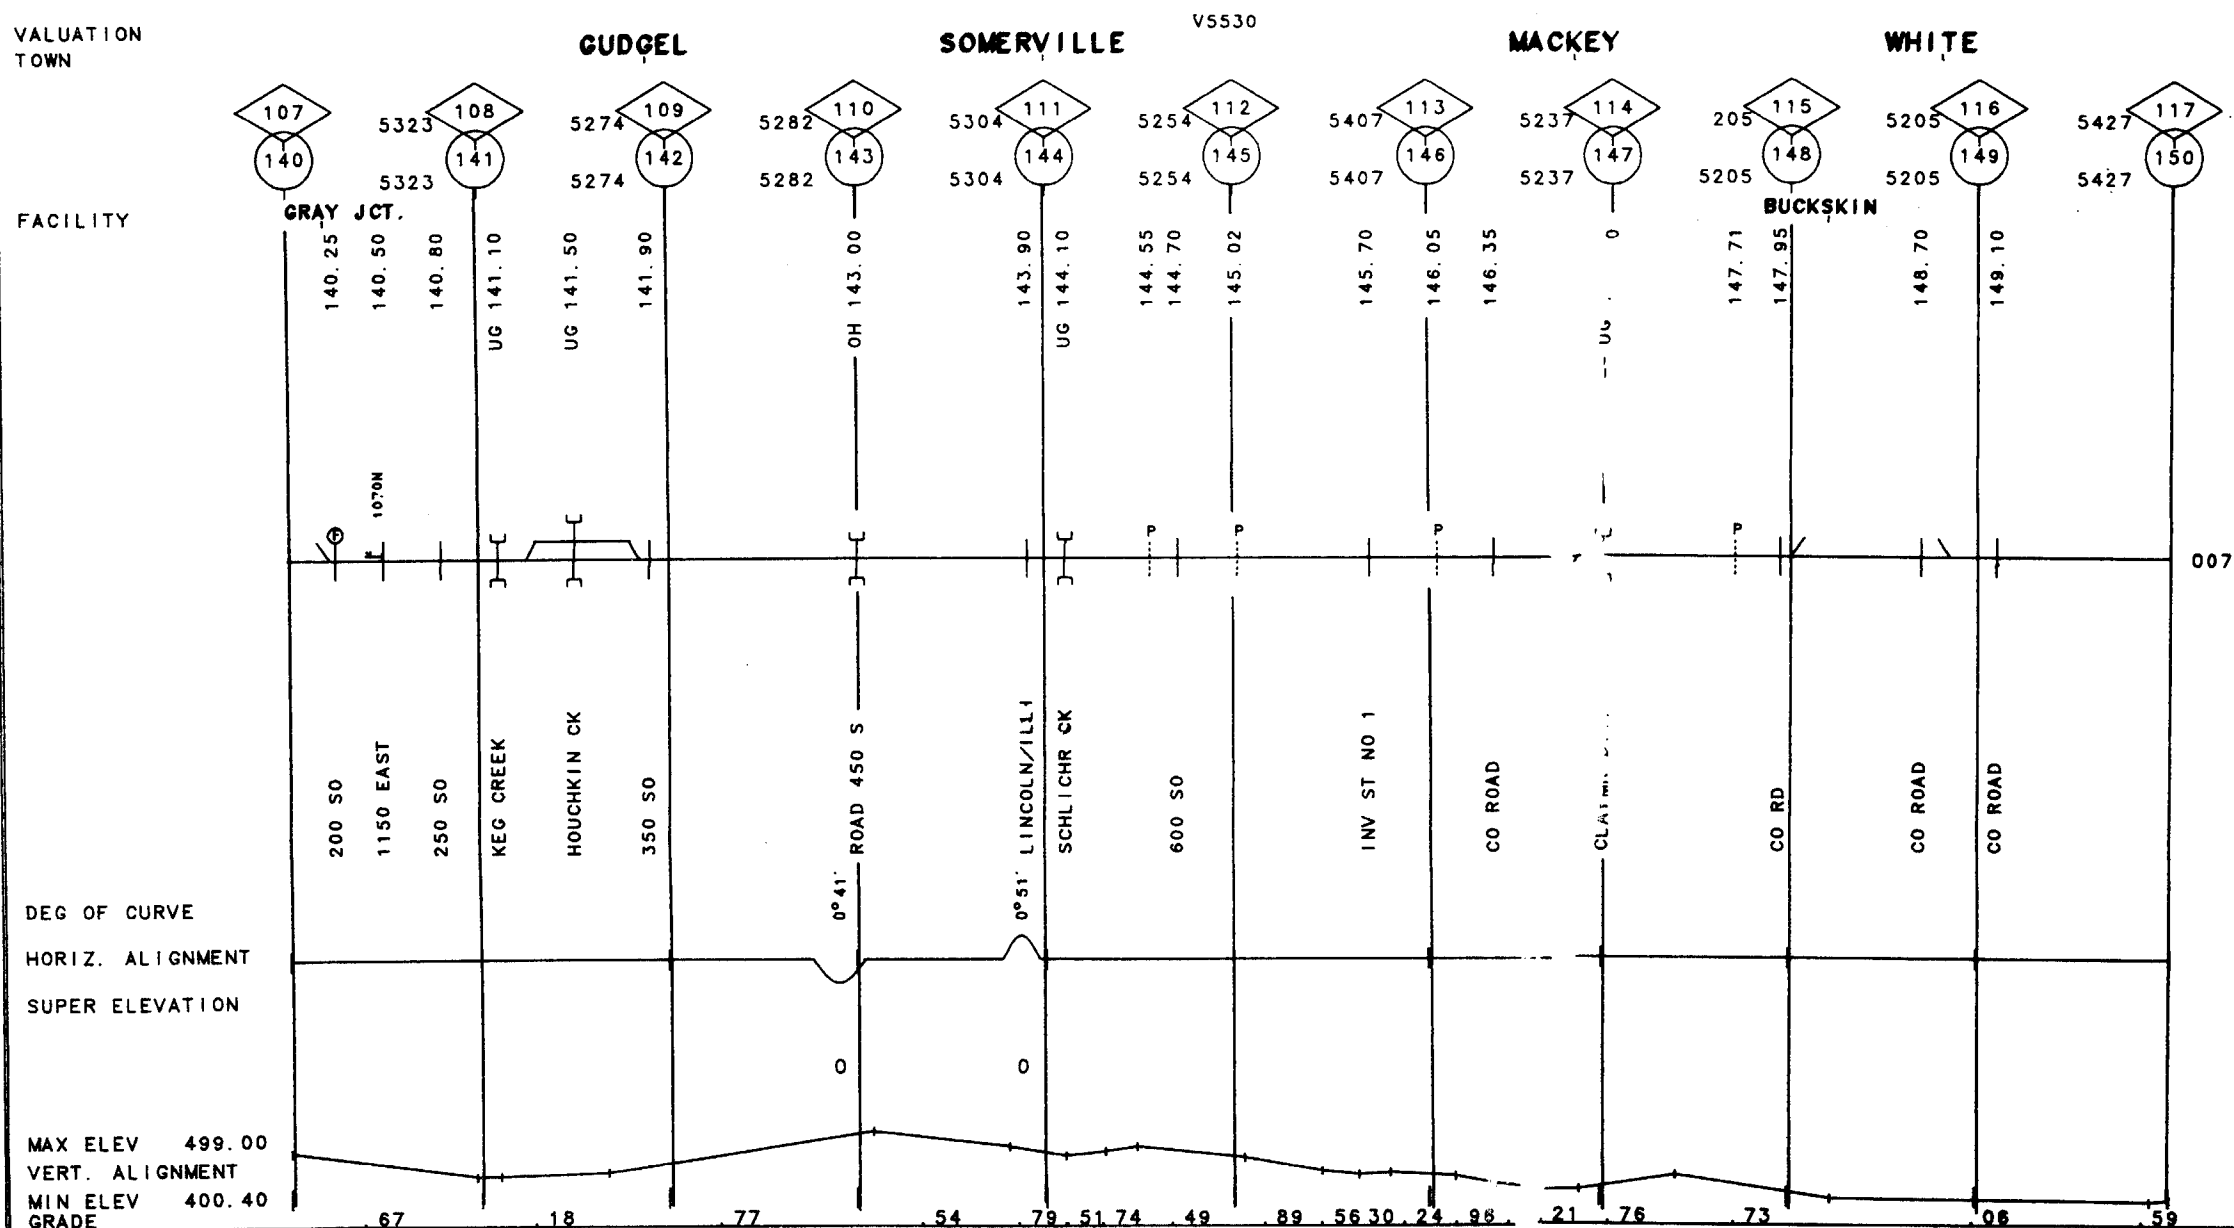 V5530
VALUATION
TOWN
GUDGEL SOMERVILLE MACKEY WHITE
107 108 109 110 111 112 113 114 115 116 117
5323 5274 5282 5304 5254 5407 5237 205 5205 5427
140 141 142 143 144 145 146 147 148 149 150
5323 5274 5282 5304 5254 5407 5237 5205 5205 5427
FACILITY
GRAY JCT. BUCKSKIN
140.25
140.50
140.80
UG 141.10
UG 141.50
141.90
OH 143.00
143.90
UG 144.10
144.55
144.70
145.02
145.70
146.05
146.35
UG . 0
147.71
147.95
148.70
149.10
1070N
F
P P P P
007
200 SO
1150 EAST
250 SO
KEG CREEK
HOUCHKIN CK
350 SO
ROAD 450 S
LINCOLN/
SCHLICHR CK
600 SO
INV ST NO 1
CO ROAD
CO RD
CO ROAD
CO ROAD
DEG OF CURVE
0°41'
0°51'
HORIZ. ALIGNMENT
SUPER ELEVATION
0 0
MAX ELEV 499.00
VERT. ALIGNMENT
MIN ELEV 400.40
GRADE .67 .18 .77 .54 .79 .51 .74 .49 .89 .56 30 .24 .96 .21 .76 .73 .06 .59